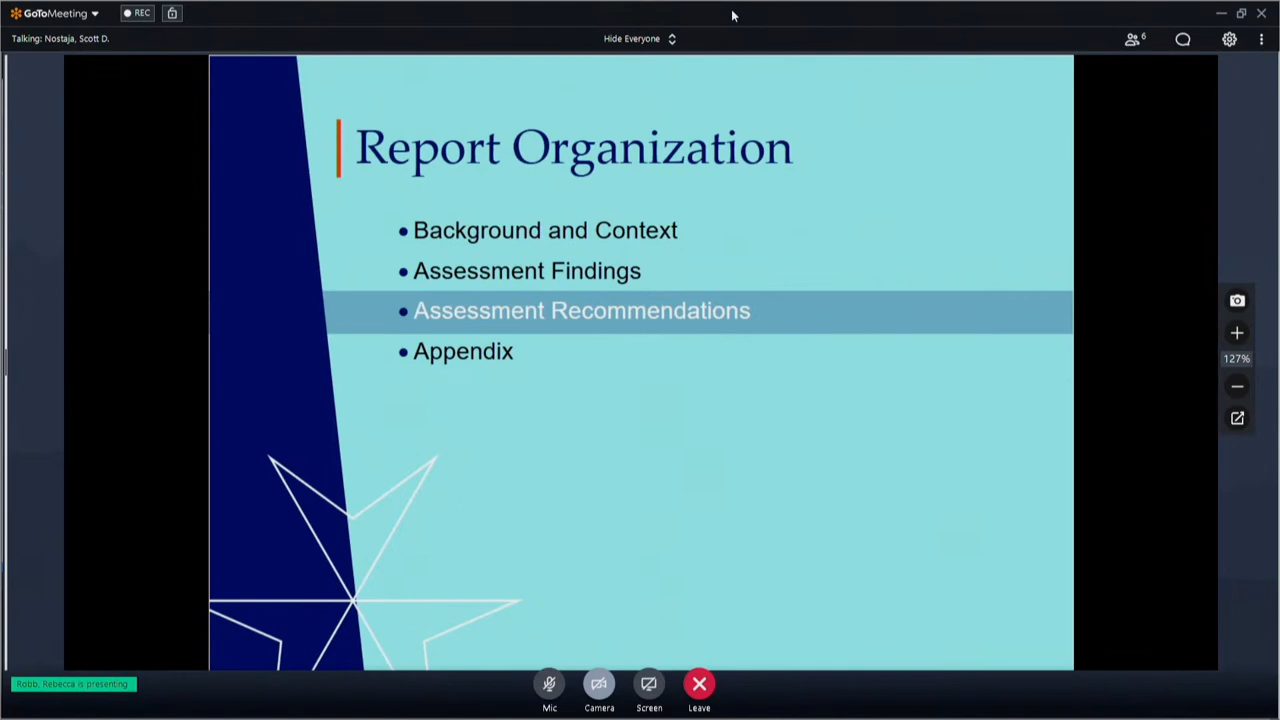 GoToMeeting
REC
Talking: Nostaja, Scott D.
Hide Everyone
6
Report Organization
• Background and Context
• Assessment Findings
• Assessment Recommendations
• Appendix
127%
Robb, Rebecca is presenting
Mic
Camera
Screen
Leave